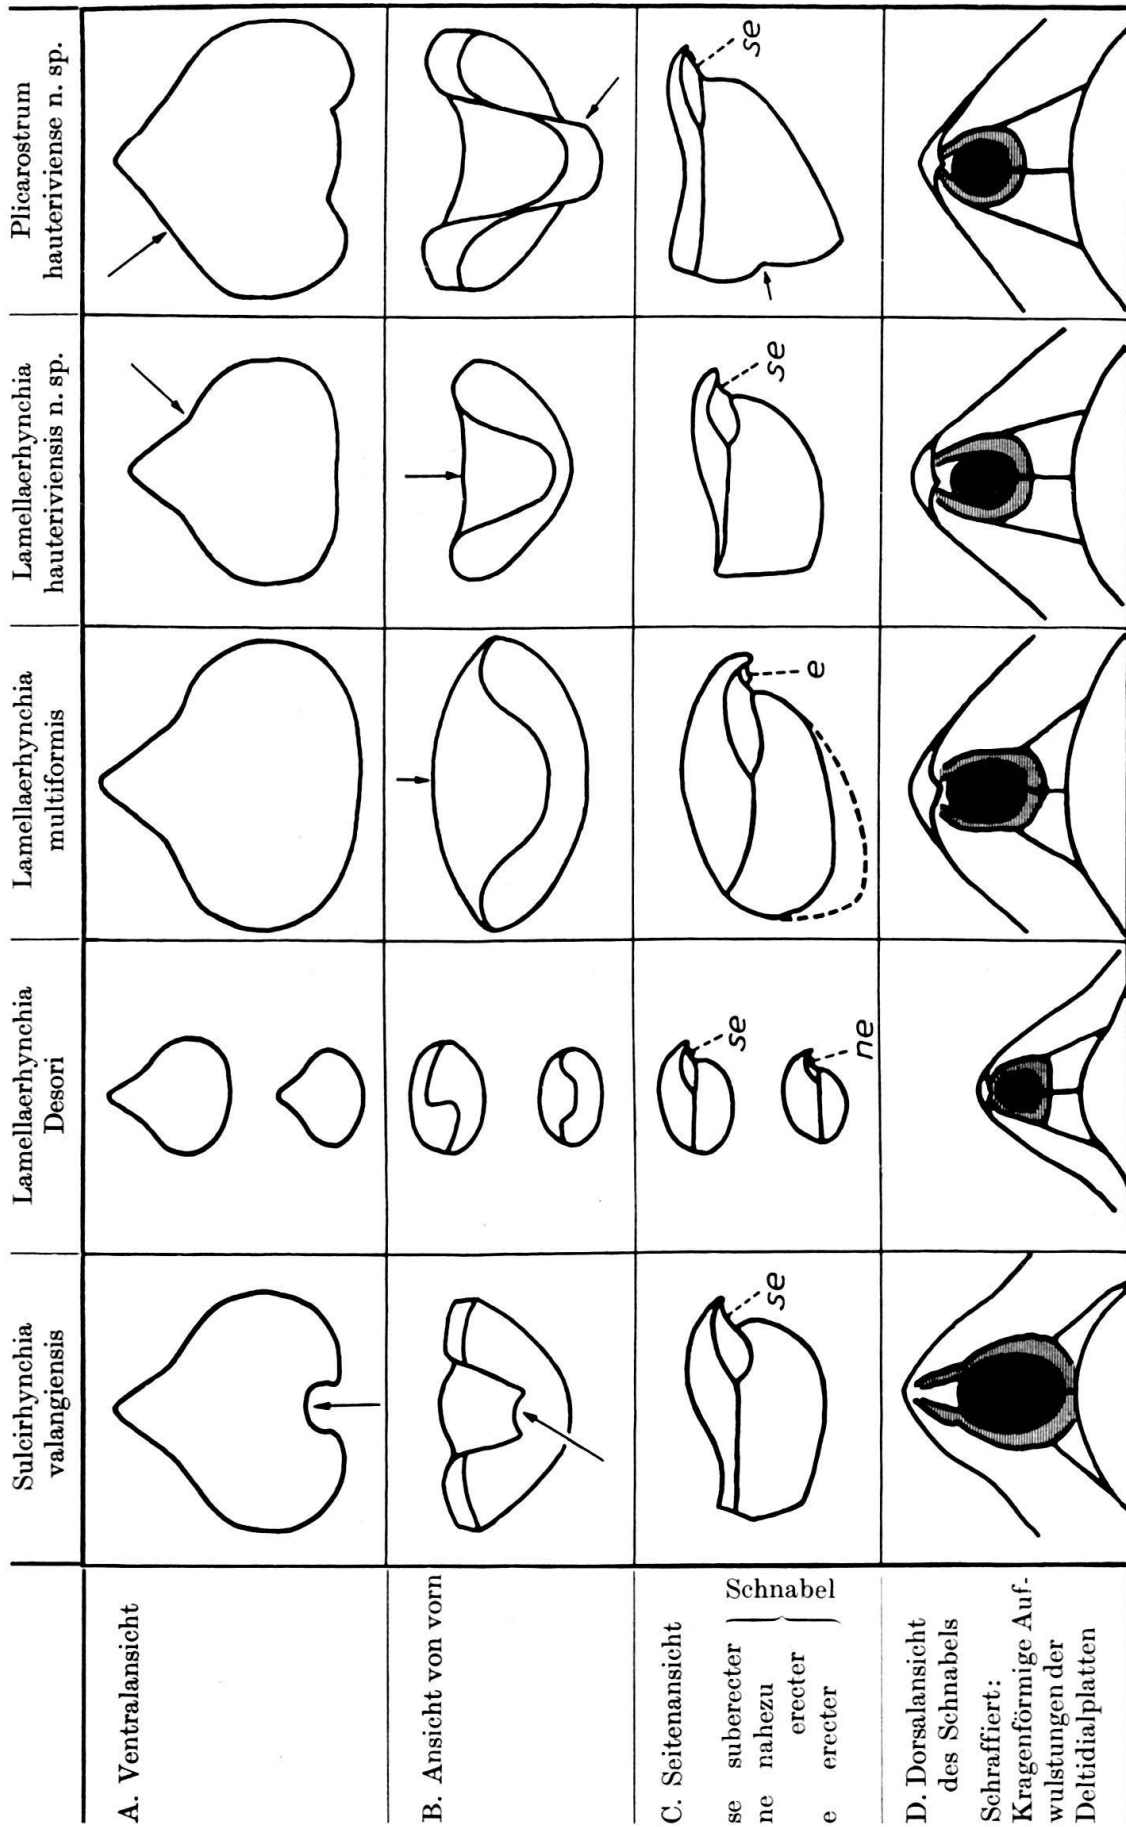 Sulcirhynchia
valangiensis
Lamellaerhynchia
Desori
Lamellaerhynchia
multiformis
Lamellaerhynchia
hauteriviensis n. sp.
Plicarostrum
hauteriviense n. sp.
A. Ventralansicht
B. Ansicht von vorn
C. Seitenansicht
se suberecter
ne nahezu
erecter
e erecter
Schnabel
se
se
ne
e
se
se
D. Dorsalansicht
des Schnabels
Schraffiert:
Kragenförmige Auf-
wulstungen der
Deltidialplatten